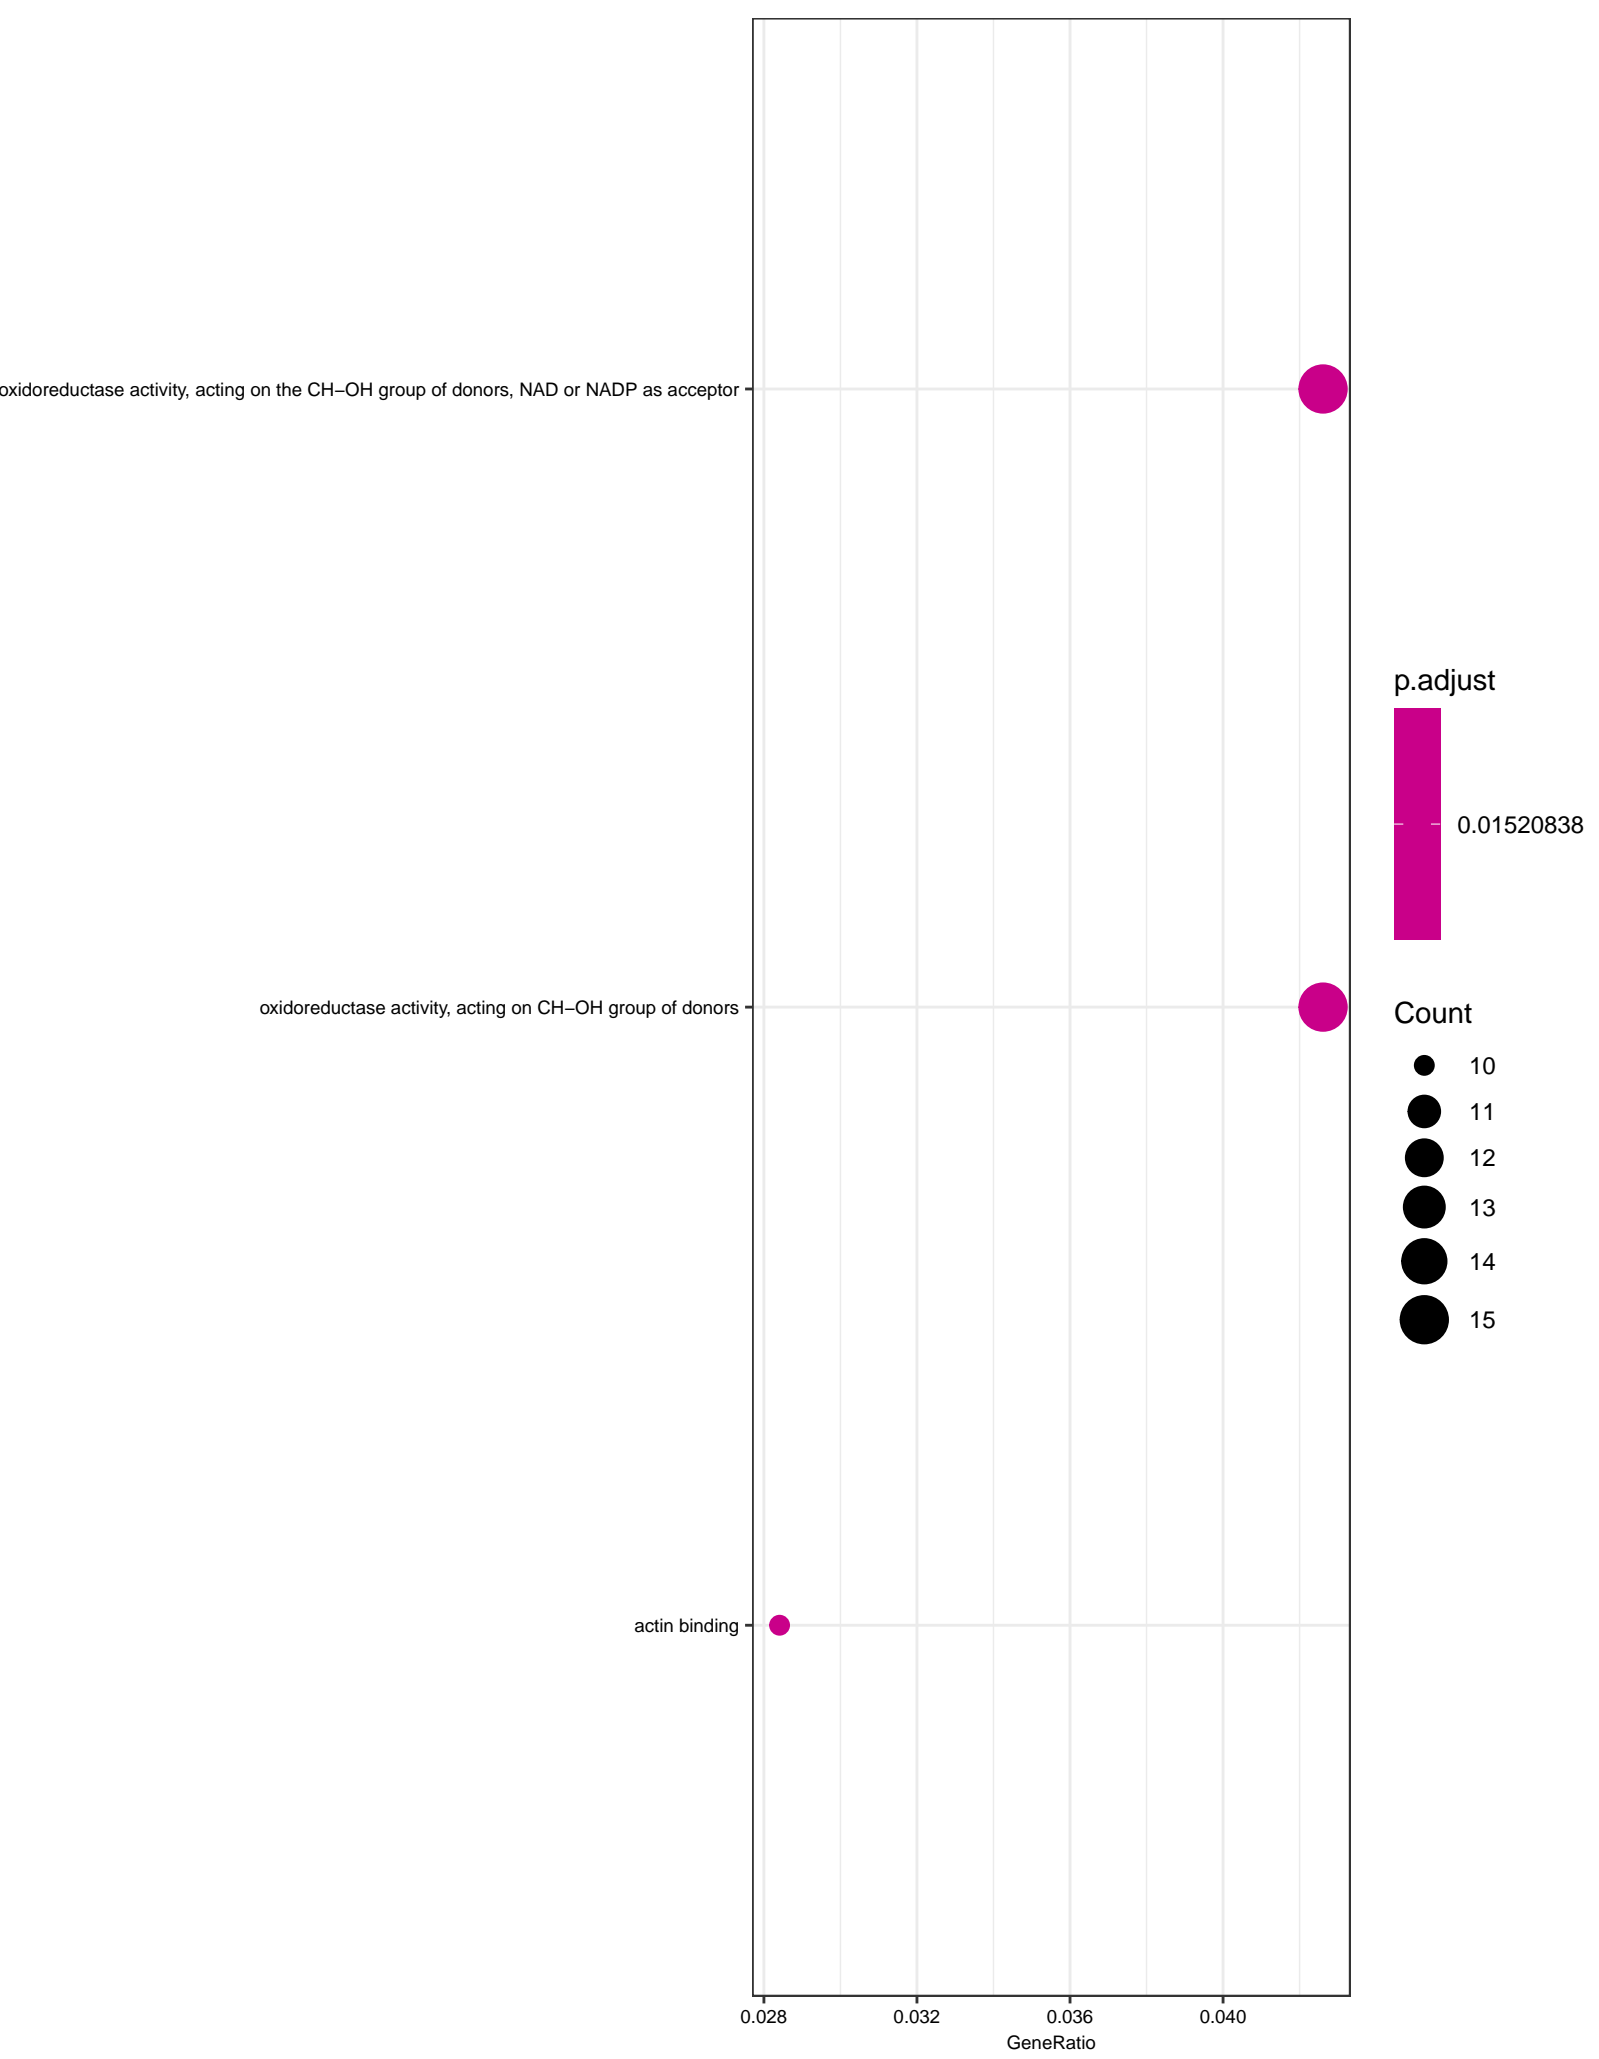 oxidoreductase activity, acting on the CH−OH group of donors, NAD or NADP as acceptor
oxidoreductase activity, acting on CH−OH group of donors
actin binding
0.028 0.032 0.036 0.040
GeneRatio
p.adjust
0.01520838
Count
10
11
12
13
14
15